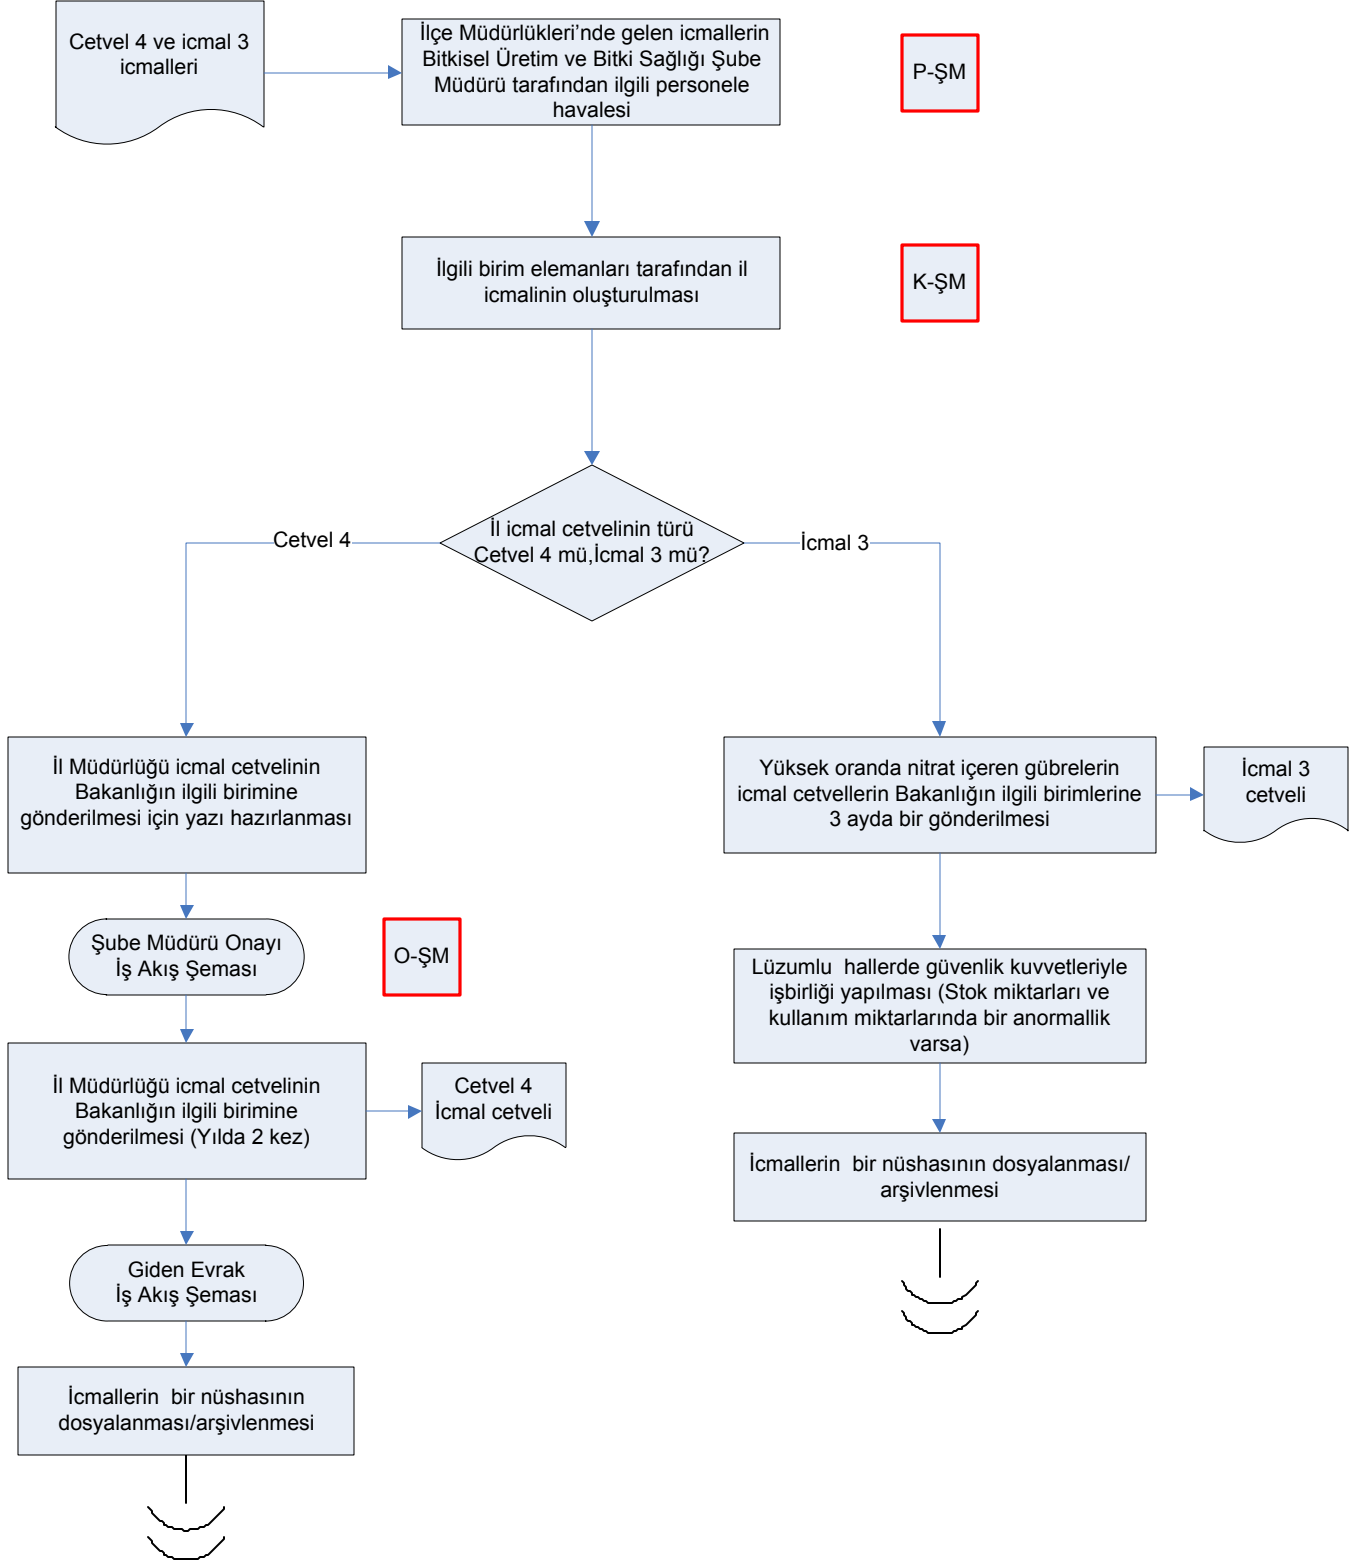 Cetvel 4 ve icmal 3
icmalleri
İlçe Müdürlükleri’nde gelen icmallerin
Bitkisel Üretim ve Bitki Sağlığı Şube
Müdürü tarafından ilgili personele
havalesi
P-ŞM
İlgili birim elemanları tarafından il
icmalinin oluşturulması
K-ŞM
İl icmal cetvelinin türü
Cetvel 4 mü,İcmal 3 mü?
Cetvel 4
İcmal 3
İl Müdürlüğü icmal cetvelinin
Bakanlığın ilgili birimine
gönderilmesi için yazı hazırlanması
Şube Müdürü Onayı
İş Akış Şeması
O-ŞM
İl Müdürlüğü icmal cetvelinin
Bakanlığın ilgili birimine
gönderilmesi (Yılda 2 kez)
Cetvel 4
İcmal cetveli
Giden Evrak
İş Akış Şeması
İcmallerin bir nüshasının
dosyalanması/arşivlenmesi
Yüksek oranda nitrat içeren gübrelerin
icmal cetvellerin Bakanlığın ilgili birimlerine
3 ayda bir gönderilmesi
İcmal 3
cetveli
Lüzumlu hallerde güvenlik kuvvetleriyle
işbirliği yapılması (Stok miktarları ve
kullanım miktarlarında bir anormallik
varsa)
İcmallerin bir nüshasının dosyalanması/
arşivlenmesi